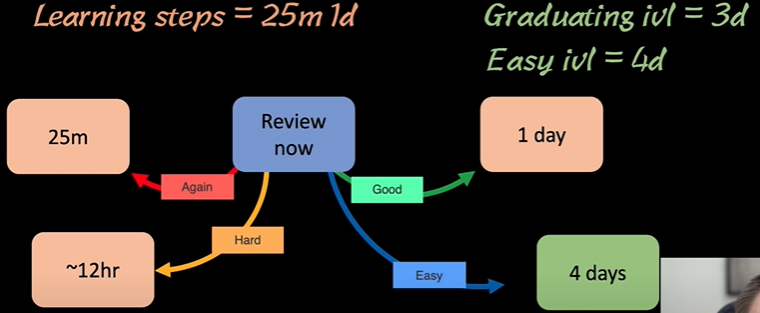 Learning steps = 25m 1d
Graduating ivl = 3d
Easy ivl = 4d
25m
Review
now
1 day
Again
Good
Hard
~12hr
Easy
4 days